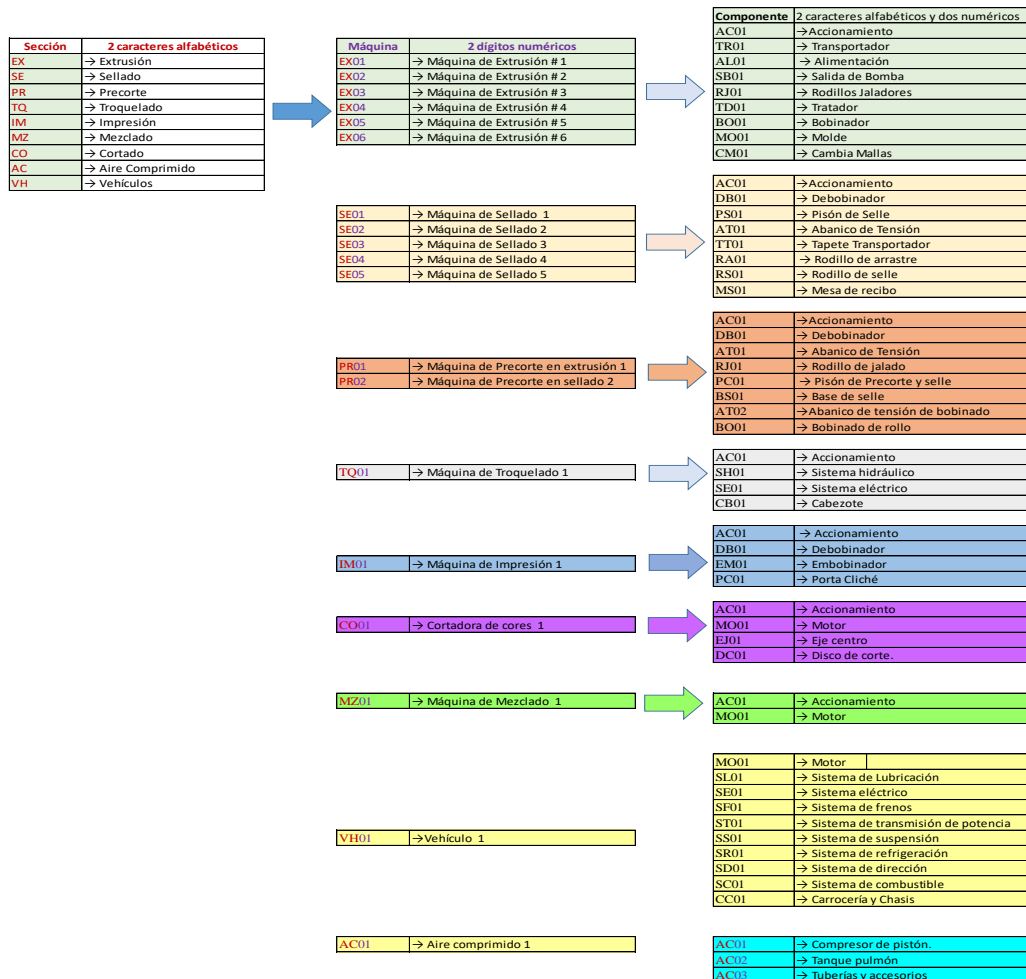 Sección 2 caracteres alfabéticos
EX → Extrusión
SE → Sellado
PR → Precorte
TQ → Troquelado
IM → Impresión
MZ → Mezclado
CO → Cortado
AC → Aire Comprimido
VH → Vehículos
Máquina 2 dígitos numéricos
EX01 → Máquina de Extrusión # 1
EX02 → Máquina de Extrusión # 2
EX03 → Máquina de Extrusión # 3
EX04 → Máquina de Extrusión # 4
EX05 → Máquina de Extrusión # 5
EX06 → Máquina de Extrusión # 6
Componente 2 caracteres alfabéticos y dos numéricos
AC01 →Accionamiento
TR01 → Transportador
AL01 → Alimentación
SB01 → Salida de Bomba
RJ01 → Rodillos Jaladores
TD01 → Tratador
BO01 → Bobinador
MO01 → Molde
CM01 → Cambia Mallas
SE01 → Máquina de Sellado 1
SE02 → Máquina de Sellado 2
SE03 → Máquina de Sellado 3
SE04 → Máquina de Sellado 4
SE05 → Máquina de Sellado 5
AC01 →Accionamiento
DB01 → Debobinador
PS01 → Pisón de Selle
AT01 → Abanico de Tensión
TT01 → Tapete Transportador
RA01 → Rodillo de arrastre
RS01 → Rodillo de selle
MS01 → Mesa de recibo
PR01 → Máquina de Precorte en extrusión 1
PR02 → Máquina de Precorte en sellado 2
AC01 →Accionamiento
DB01 → Debobinador
AT01 → Abanico de Tensión
RJ01 → Rodillo de jalado
PC01 → Pisón de Precorte y selle
BS01 → Base de selle
AT02 →Abanico de tensión de bobinado
BO01 → Bobinado de rollo
TQ01 → Máquina de Troquelado 1
AC01 → Accionamiento
SH01 → Sistema hidráulico
SE01 → Sistema eléctrico
CB01 → Cabezote
IM01 → Máquina de Impresión 1
AC01 → Accionamiento
DB01 → Debobinador
EM01 → Embobinador
PC01 → Porta Cliché
CO01 → Cortadora de cores 1
AC01 → Accionamiento
MO01 → Motor
EJ01 → Eje centro
DC01 → Disco de corte.
MZ01 → Máquina de Mezclado 1
AC01 → Accionamiento
MO01 → Motor
VH01 →Vehículo 1
MO01 → Motor
SL01 → Sistema de Lubricación
SE01 → Sistema eléctrico
SF01 → Sistema de frenos
ST01 → Sistema de transmisión de potencia
SS01 → Sistema de suspensión
SR01 → Sistema de refrigeración
SD01 → Sistema de dirección
SC01 → Sistema de combustible
CC01 → Carrocería y Chasis
AC01 → Aire comprimido 1
AC01 → Compresor de pistón.
AC02 → Tanque pulmón
AC03 → Tuberías y accesorios